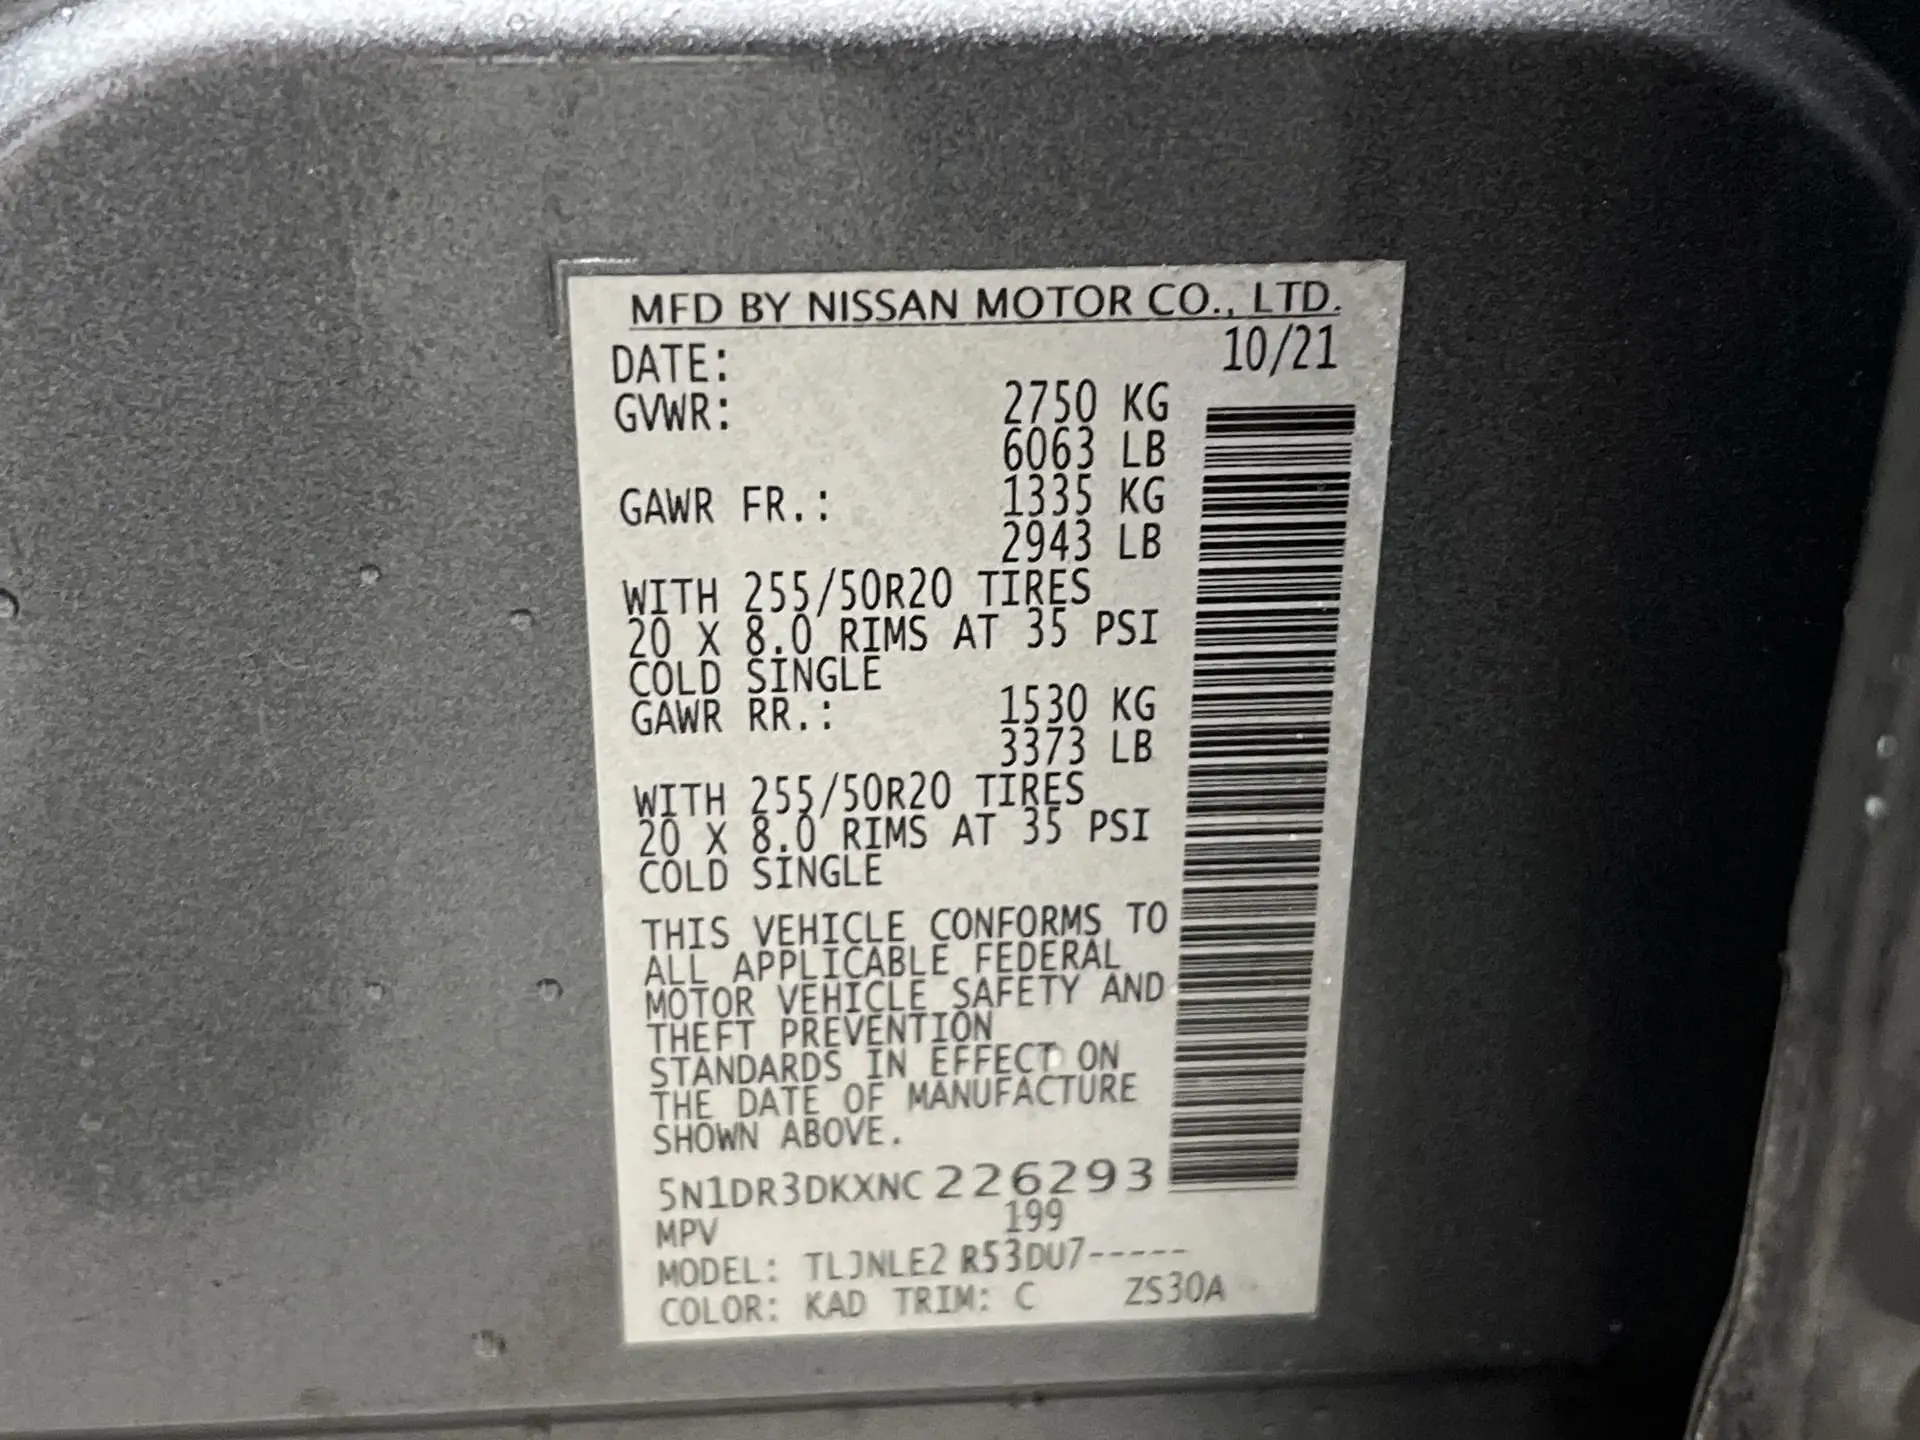 MFD BY NISSAN MOTOR CO., LTD.
DATE: 10/21
GVWR: 2750 KG
6063 LB
GAWR FR.: 1335 KG
2943 LB
WITH 255/50R20 TIRES
20 X 8.0 RIMS AT 35 PSI
COLD SINGLE
GAWR RR.: 1530 KG
3373 LB
WITH 255/50R20 TIRES
20 X 8.0 RIMS AT 35 PSI
COLD SINGLE
THIS VEHICLE CONFORMS TO
ALL APPLICABLE FEDERAL
MOTOR VEHICLE SAFETY AND
THEFT PREVENTION
STANDARDS IN EFFECT ON
THE DATE OF MANUFACTURE
SHOWN ABOVE.
5N1DR3DKXNC226293
MPV 199
MODEL: TLJNLE2 R53DU7-----
COLOR: KAD TRIM: C ZS30A